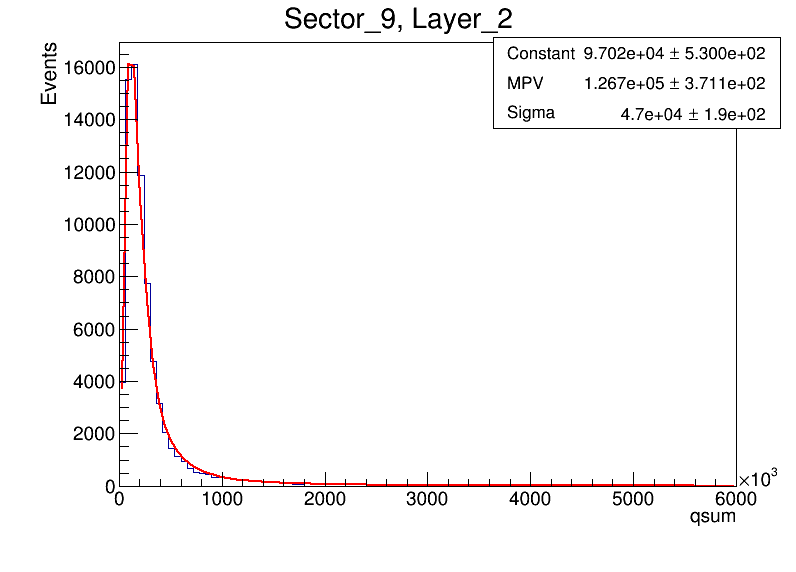 Sector_9, Layer_2
Constant 9.702e+04 ± 5.300e+02
MPV 1.267e+05 ± 3.711e+02
Sigma 4.7e+04 ± 1.9e+02
Events
16000
14000
12000
10000
8000
6000
4000
2000
0
0 1000 2000 3000 4000 5000 6000
×10³
qsum